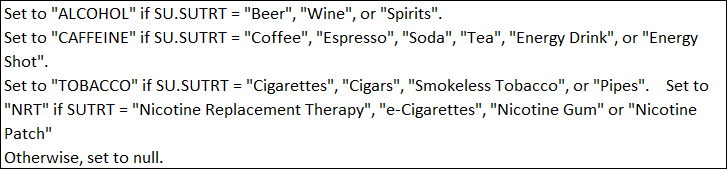 Set to "ALCOHOL" if SU.SUTRT = "Beer", "Wine", or "Spirits".
Set to "CAFFEINE" if SU.SUTRT = "Coffee", "Espresso", "Soda", "Tea", "Energy Drink", or "Energy
Shot".
Set to "TOBACCO" if SU.SUTRT = "Cigarettes", "Cigars", "Smokeless Tobacco", or "Pipes".    Set to
"NRT" if SUTRT = "Nicotine Replacement Therapy", "e-Cigarettes", "Nicotine Gum" or "Nicotine
Patch"
Otherwise, set to null.